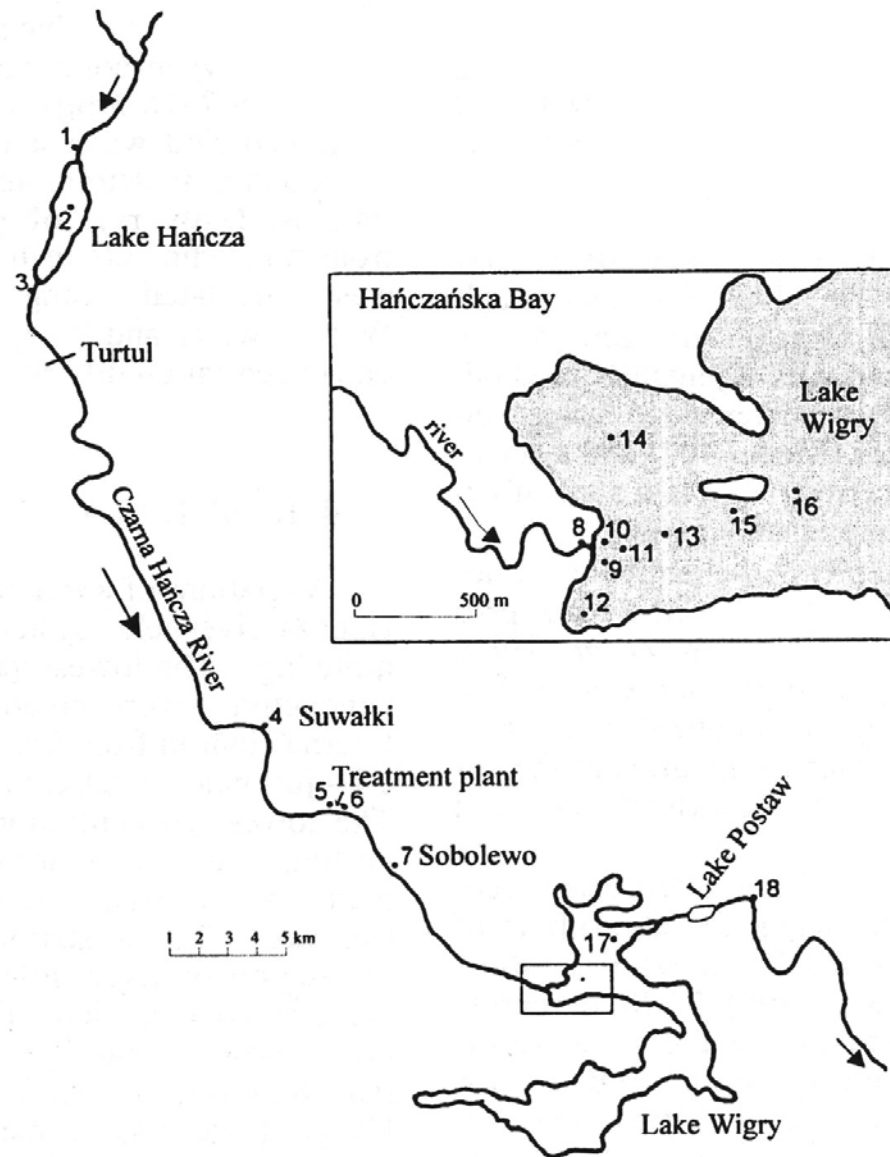 1
2
Lake Hańcza
3
Turtul
Czarna Hańcza River
4
Suwałki
Treatment plant
5
6
7 Sobolewo
1 2 3 4 5 km
Hańczańska Bay
Lake
Wigry
river
14
16
15
8
10
13
11
9
12
0 500 m
Lake Postaw
18
17
Lake Wigry